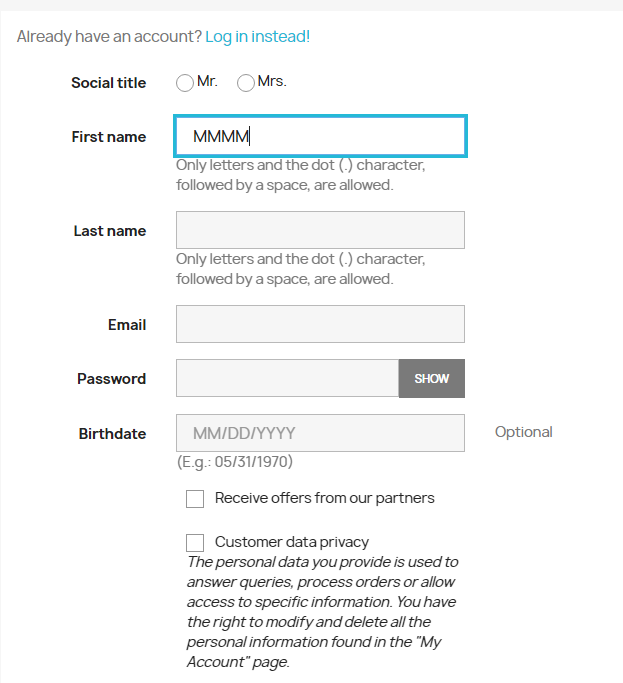 Already have an account? Log in instead!
Social title Mr. Mrs.
First name MMMM
Only letters and the dot (.) character,
followed by a space, are allowed.
Last name
Only letters and the dot (.) character,
followed by a space, are allowed.
Email
Password SHOW
Birthdate MM/DD/YYYY Optional
(E.g.: 05/31/1970)
Receive offers from our partners
Customer data privacy
The personal data you provide is used to
answer queries, process orders or allow
access to specific information. You have
the right to modify and delete all the
personal information found in the "My
Account" page.